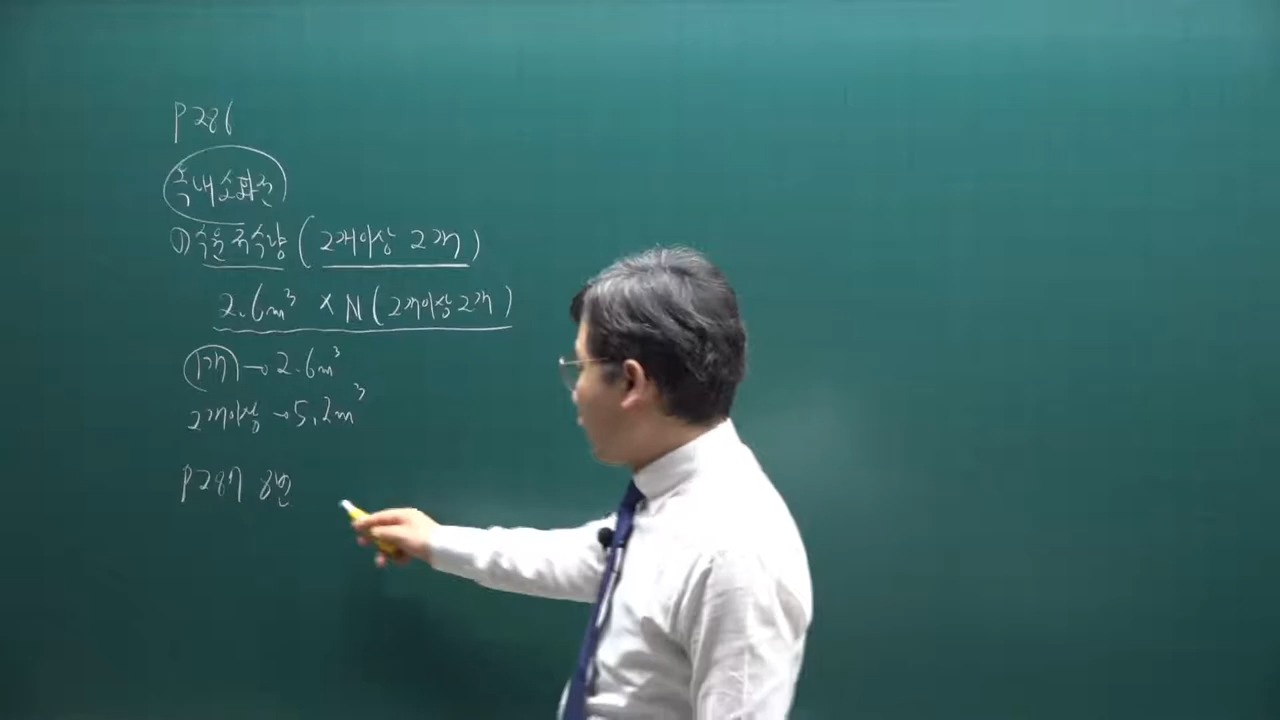 P286
옥내소화전
① 수원 저수량 (2개이상 2개)
2.6m³ × N (2개이상 2개)
1개 → 2.6m³
2개이상 → 5.2m³
P287 8번